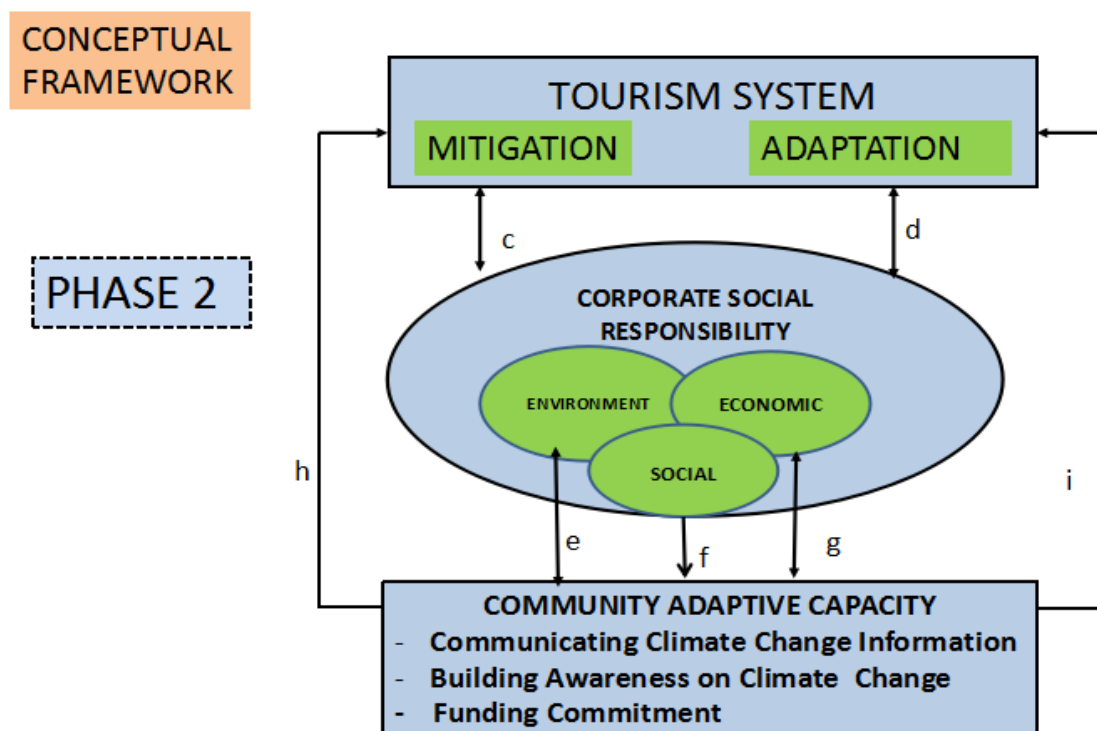 CONCEPTUAL
FRAMEWORK
TOURISM SYSTEM
MITIGATION
ADAPTATION
c
d
PHASE 2
CORPORATE SOCIAL
RESPONSIBILITY
ENVIRONMENT
ECONOMIC
SOCIAL
h
i
e
f
g
COMMUNITY ADAPTIVE CAPACITY
- Communicating Climate Change Information
- Building Awareness on Climate Change
- Funding Commitment